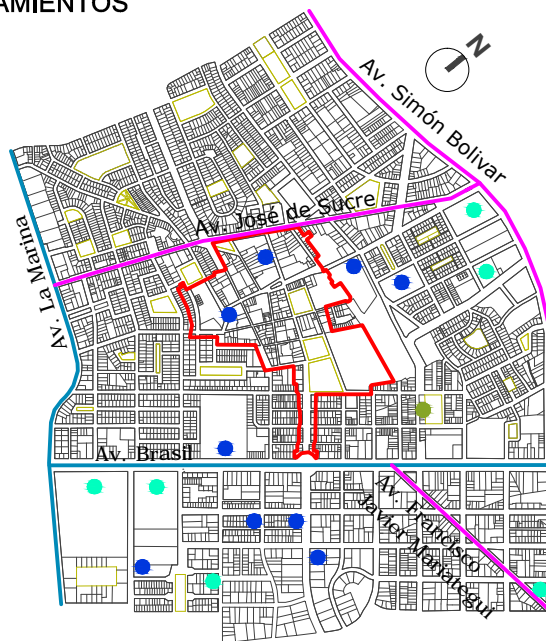 AMIENTOS
N
Av. Simón Bolivar
Av. José de Sucre
Av. La Marina
Av. Brasil
Av. Francisco
Javier Mariategui